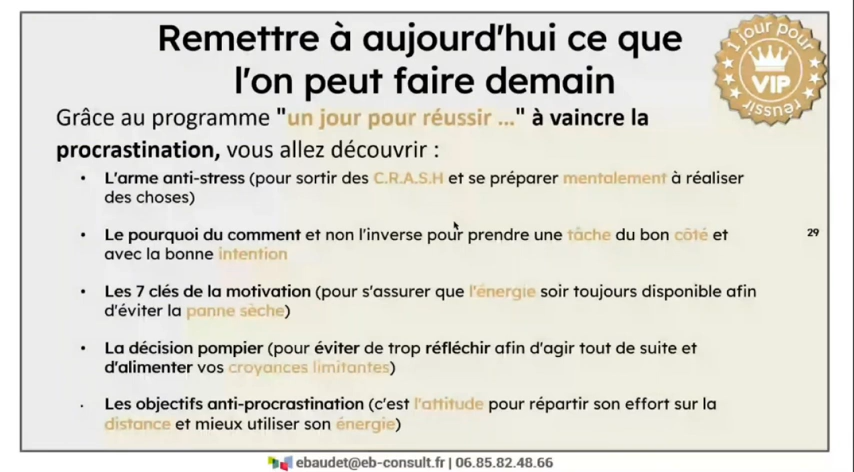 Remettre à aujourd'hui ce que
l'on peut faire demain
1 jour pour
VIP
réussir
Grâce au programme "un jour pour réussir ..." à vaincre la
procrastination, vous allez découvrir :
• L'arme anti-stress (pour sortir des C.R.A.S.H et se préparer mentalement à réaliser
des choses)
• Le pourquoi du comment et non l'inverse pour prendre une tâche du bon côté et
avec la bonne intention
29
• Les 7 clés de la motivation (pour s'assurer que l'énergie soir toujours disponible afin
d'éviter la panne sèche)
• La décision pompier (pour éviter de trop réfléchir afin d'agir tout de suite et
d'alimenter vos croyances limitantes)
• Les objectifs anti-procrastination (c'est l'attitude pour répartir son effort sur la
distance et mieux utiliser son énergie)
ebaudet@eb-consult.fr | 06.85.82.48.66